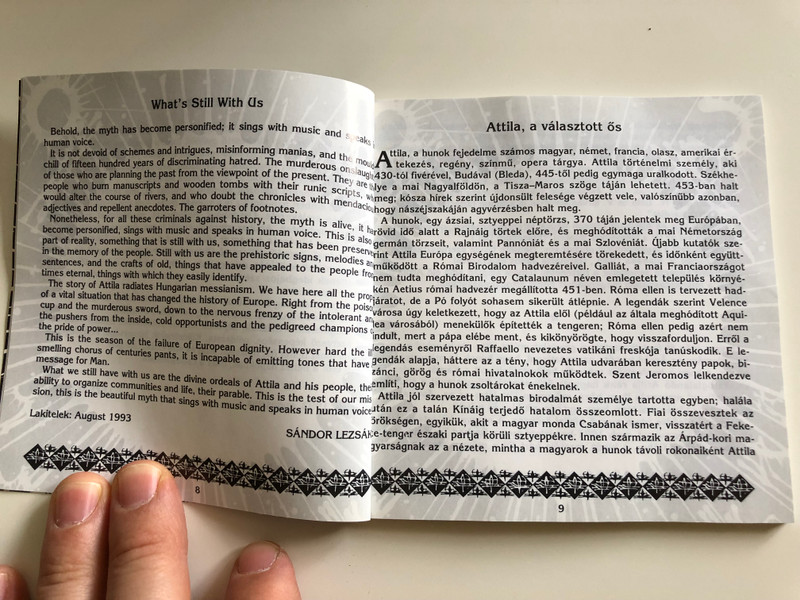 What's Still With Us
Behold, the myth has become personified; it sings with music and speaks
human voice.
It is not devoid of schemes and intrigues, misinforming manias, and the
chill of fifteen hundred years of discriminating hatred. The murderous
of those who are planning the past from the viewpoint of the present. They are
people who burn manuscripts and wooden tombs with their runic scripts,
would alter the course of rivers, and who doubt the chronicles with
adjectives and repellent anecdotes. The garroters of footnotes.
Nonetheless, for all these criminals against history, the myth is alive, it
become personified, sings with music and speaks in human voice. This is also
part of reality, something that is still with us, something that has been
in the memory of the people. Still with us are the prehistoric signs, melodies
sentences, and the crafts of old, things that have appealed to the people from
times eternal, things with which they easily identify.
The story of Attila radiates Hungarian messianism. We have here all the
of a vital situation that has changed the history of Europe. Right from the
cup and the murderous sword, down to the nervous frenzy of the intolerant
the pushers from the inside, cold opportunists and the pedigreed champions
the pride of power...
This is the season of the failure of European dignity. However hard the
smelling chorus of centuries pants, it is incapable of emitting tones that have
message for Man.
What we still have with us are the divine ordeals of Attila and his people, the
ability to organize communities and life, their parable. This is the test of our
sion, this is the beautiful myth that sings with music and speaks in human voice
Lakitelek: August 1993
SÁNDOR
8
Attila, a választott ős
Attila, a hunok fejedelme számos magyar, német, francia, olasz, amerikai ér-
tekezés, regény, színmű, opera tárgya. Attila történelmi személy, aki
430-tól fivérével, Budával (Bleda), 445-től pedig egymaga uralkodott. Székhe-
lye a mai Nagyalföldön, a Tisza–Maros szöge táján lehetett. 453-ban halt
meg; kósza hírek szerint újdonsült felesége végzett vele, valószínűbb azonban,
hogy nászéjszakáján agyvérzésben halt meg.
A hunok, egy ázsiai, sztyeppei néptörzs, 370 táján jelentek meg Európában,
rövid idő alatt a Rajnáig törtek előre, és meghódították a mai Németország
germán törzseit, valamint Pannóniát és a mai Szlovéniát. Újabb kutatók sze-
rint Attila Európa egységének megteremtésére törekedett, és időnként együtt-
működött a Római Birodalom hadvezéreivel. Galliát, a mai Franciaországot
nem tudta meghódítani, egy Catalaunum néven emlegetett település környé-
kén Aetius római hadvezér megállította 451-ben. Róma ellen is tervezett had-
járatot, de a Pó folyót sohasem sikerült átlépnie. A legendák szerint Velence
városa úgy keletkezett, hogy az Attila elől (például az általa meghódított Aqui-
városából) menekülők építették a tengerre; Róma ellen pedig azért nem
indult, mert a pápa elébe ment, és kikönyörögte, hogy visszaforduljon. Erről a
legendás eseményről Raffaello nevezetes vatikáni freskója tanúskodik. E le-
gendák alapja, háttere az a tény, hogy Attila udvarában keresztény papok, bi-
zánci, görög és római hivatalnokok működtek. Szent Jeromos lelkendezve
említi, hogy a hunok zsoltárokat énekelnek.
Attila jól szervezett hatalmas birodalmát személye tartotta egyben; halála
után ez a talán Kínáig terjedő hatalom összeomlott. Fiai összevesztek az
örökségen, egyikük, akit a magyar monda Csabának ismer, visszatért a Feke-
te-tenger északi partja körüli sztyeppékre. Innen származik az Árpád-kori ma-
gyarságnak az a nézete, mintha a magyarok a hunok távoli rokonaiként Attila
9